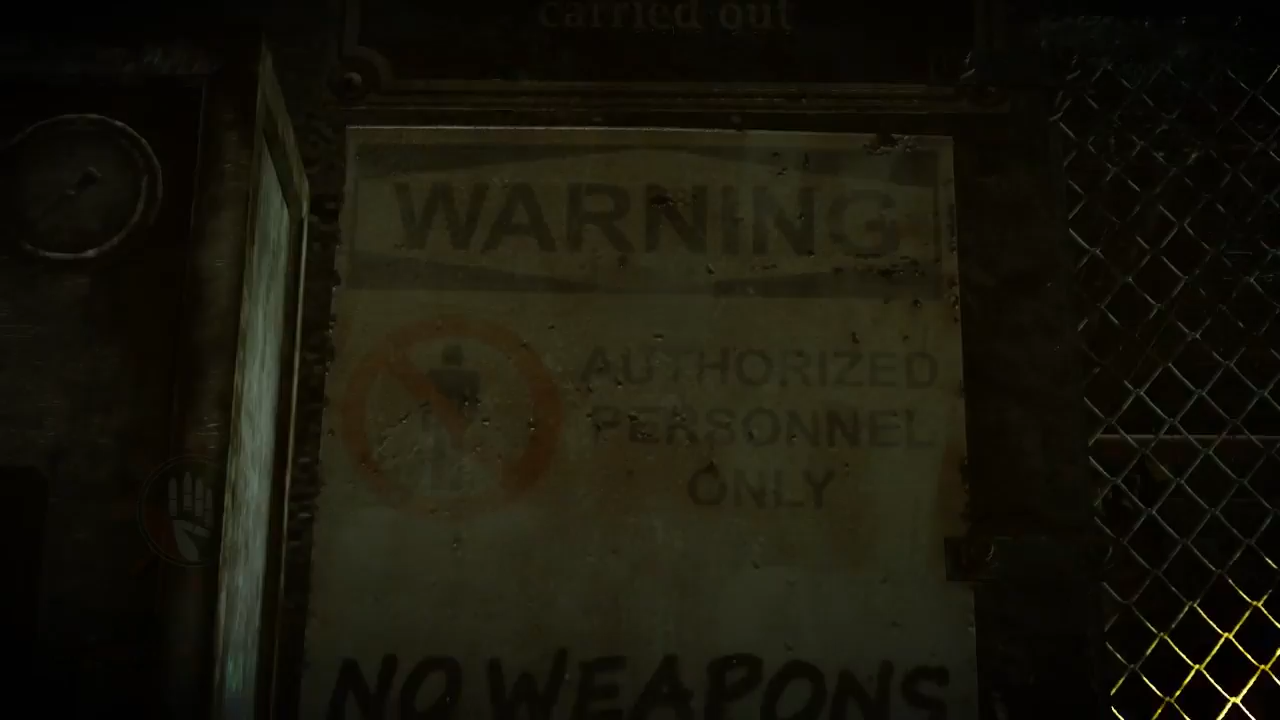 carried out
WARNING
AUTHORIZED
PERSONNEL
ONLY
NO WEAPONS